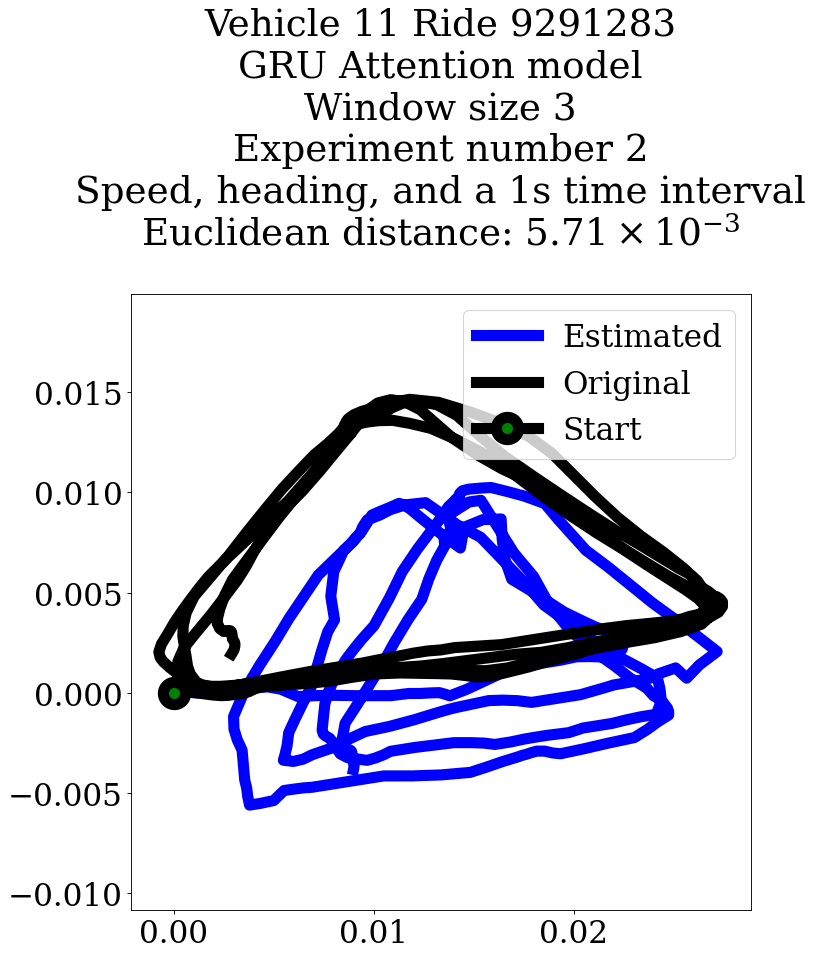 Vehicle 11 Ride 9291283
GRU Attention model
Window size 3
Experiment number 2
Speed, heading, and a 1s time interval
Euclidean distance: 5.71 × 10⁻³
Estimated
Original
Start
0.015
0.010
0.005
0.000
−0.005
−0.010
0.00 0.01 0.02